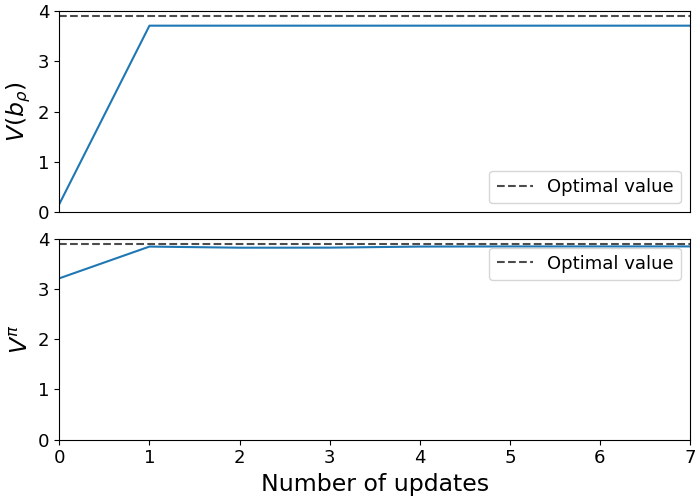 4
3
2
1
0
V(b_ρ)
Optimal value
4
3
2
1
0
V^π
Optimal value
0 1 2 3 4 5 6 7
Number of updates